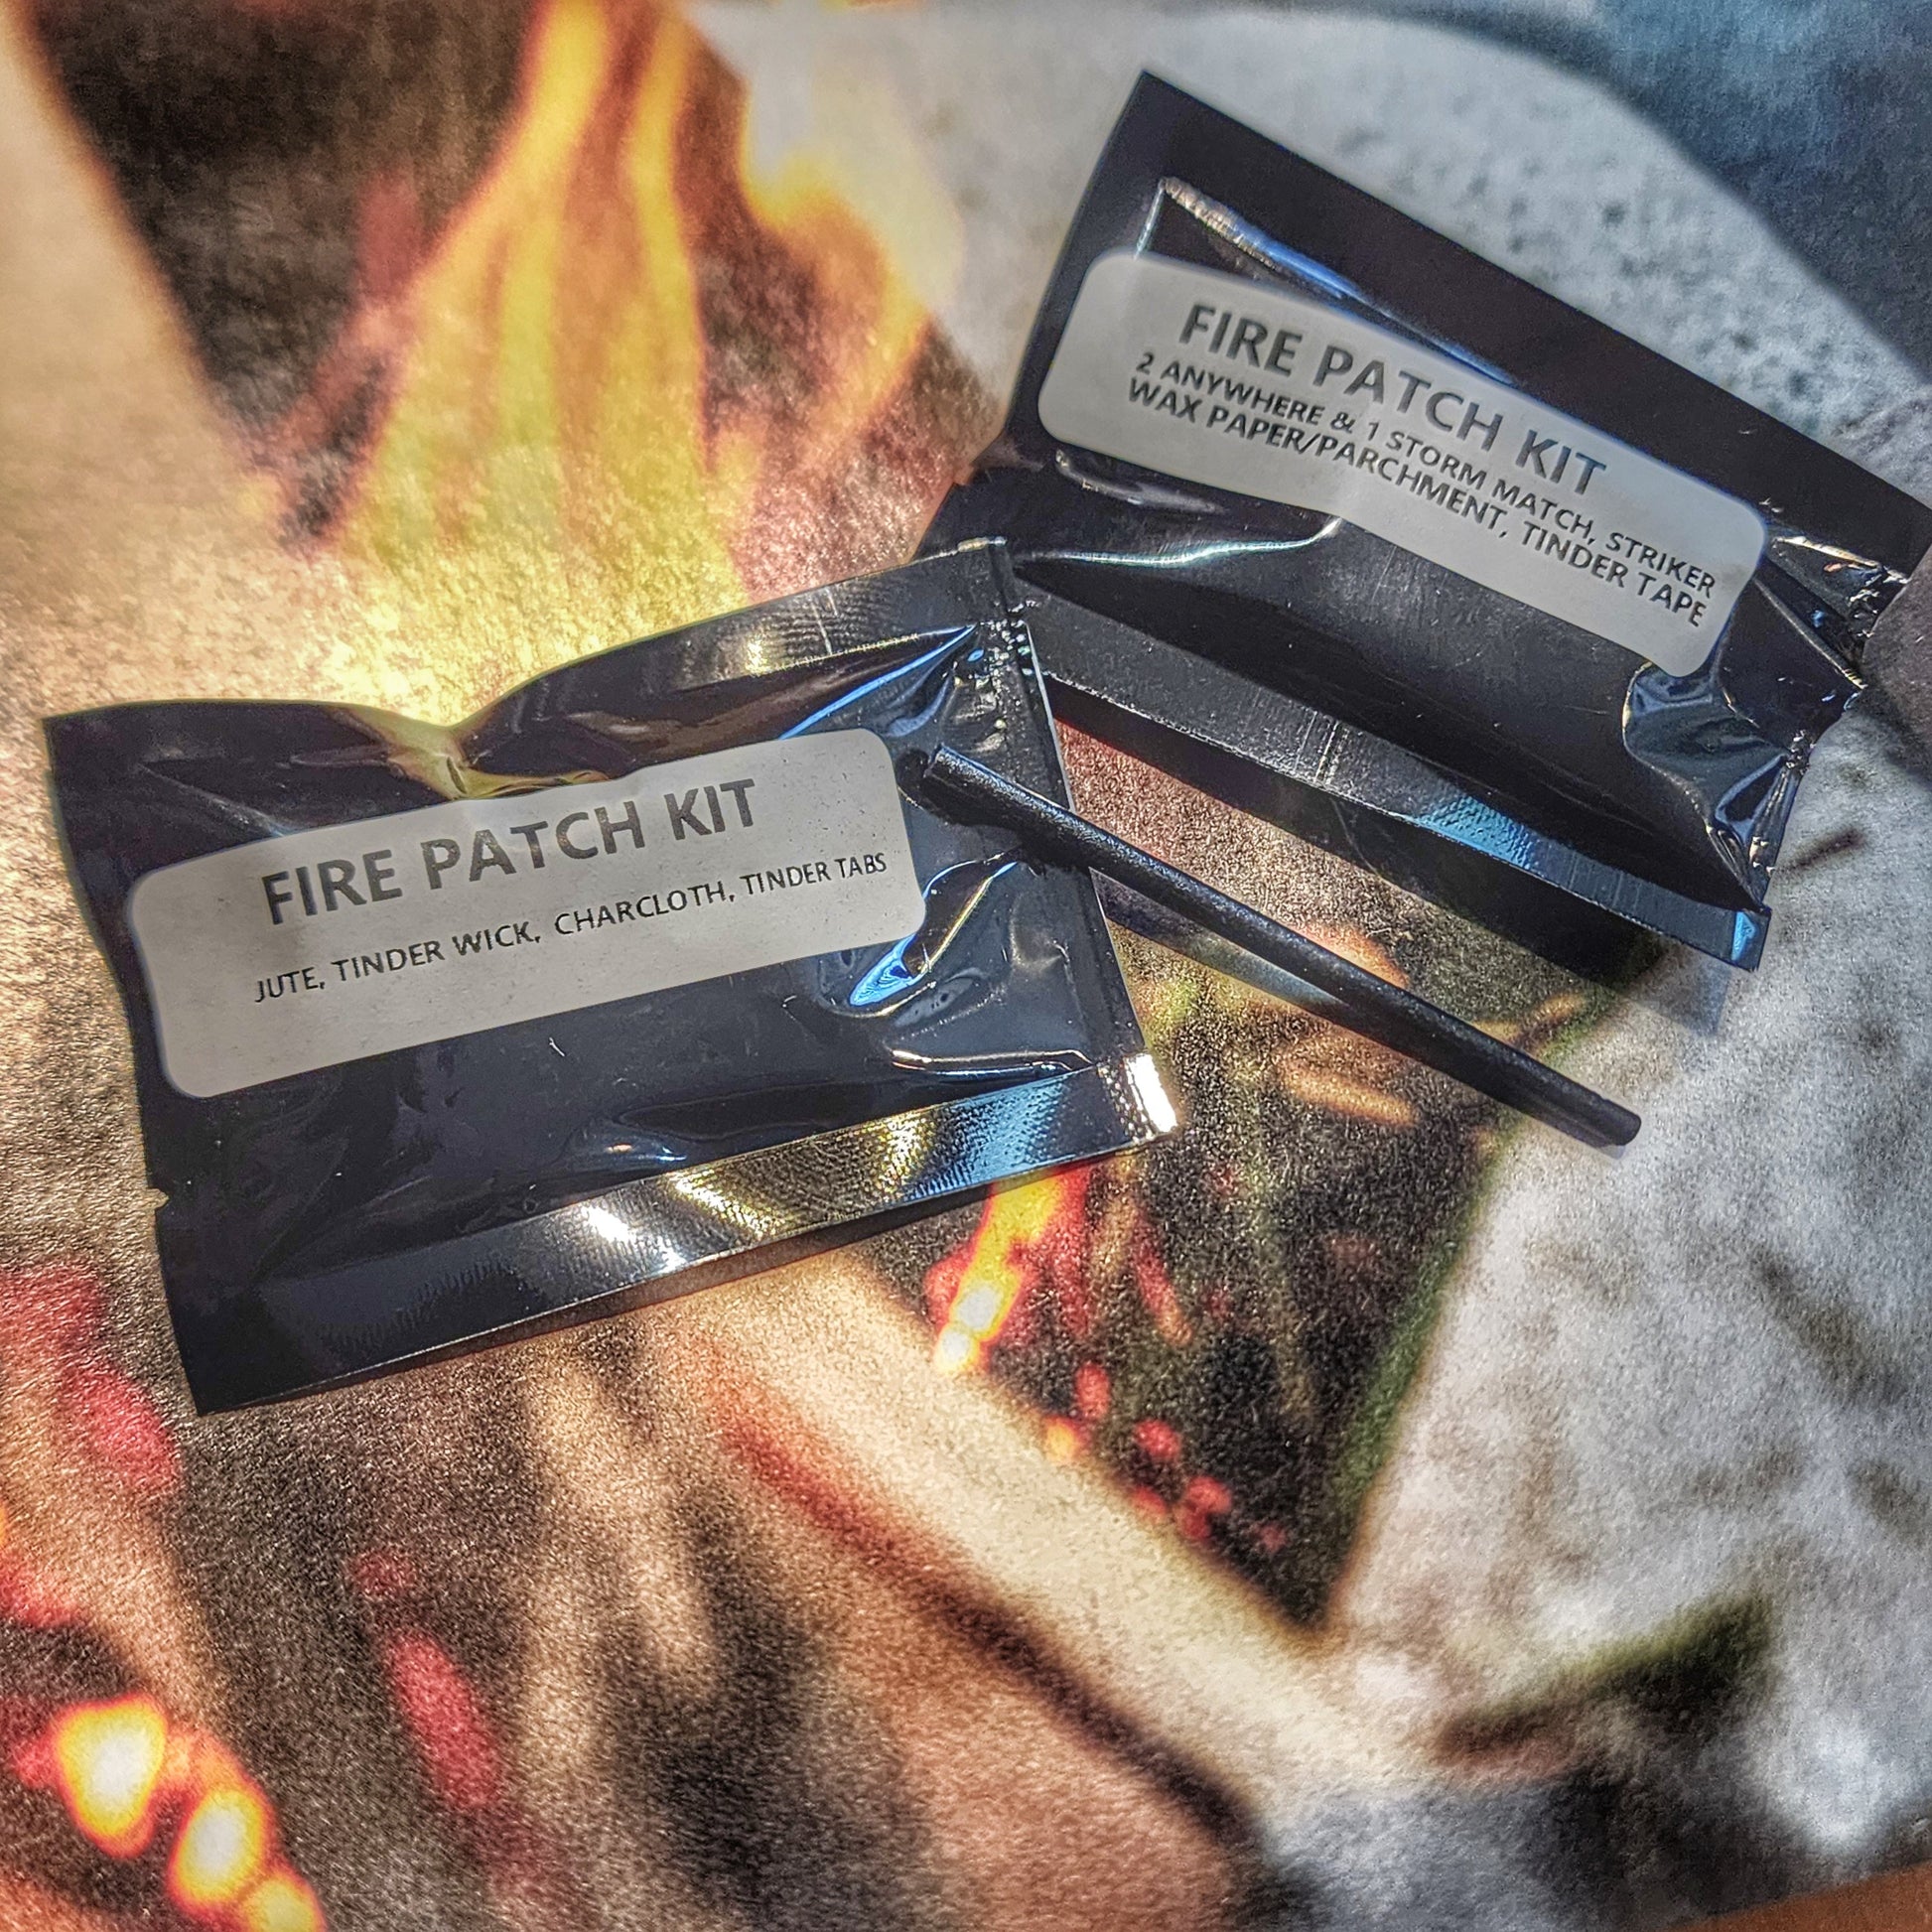 FIRE PATCH KIT
2 ANYWHERE & 1 STORM MATCH, STRIKER
WAX PAPER/PARCHMENT, TINDER TAPE
FIRE PATCH KIT
JUTE, TINDER WICK, CHARCLOTH, TINDER TABS